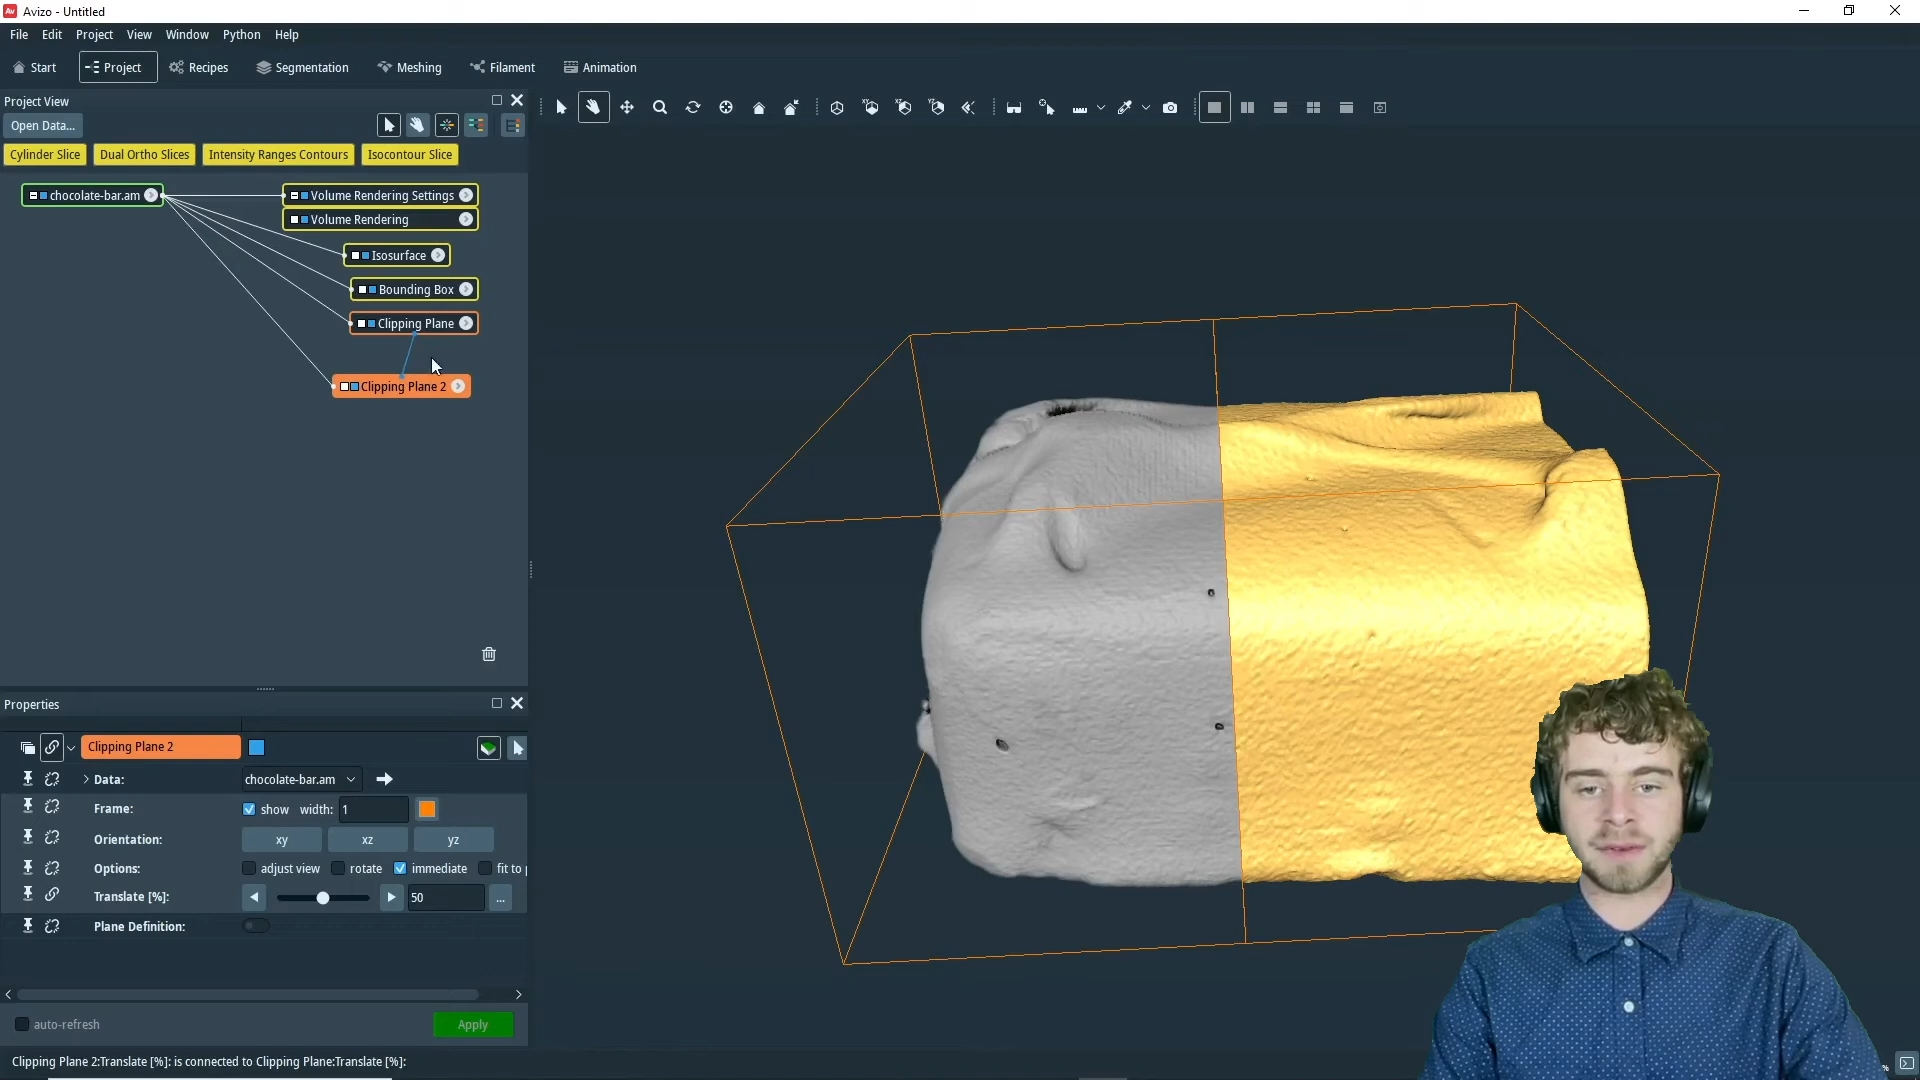 Av Avizo - Untitled
File Edit Project View Window Python Help
Start Project Recipes Segmentation Meshing Filament Animation
Project View
Open Data...
Cylinder Slice Dual Ortho Slices Intensity Ranges Contours Isocontour Slice
chocolate-bar.am
Volume Rendering Settings
Volume Rendering
Isosurface
Bounding Box
Clipping Plane
Clipping Plane 2
Properties
Clipping Plane 2
Data: chocolate-bar.am
Frame: show width: 1
Orientation: xy xz yz
Options: adjust view rotate immediate fit to
Translate [%]: 50 ...
Plane Definition:
auto-refresh Apply
Clipping Plane 2:Translate [%]: is connected to Clipping Plane:Translate [%]: